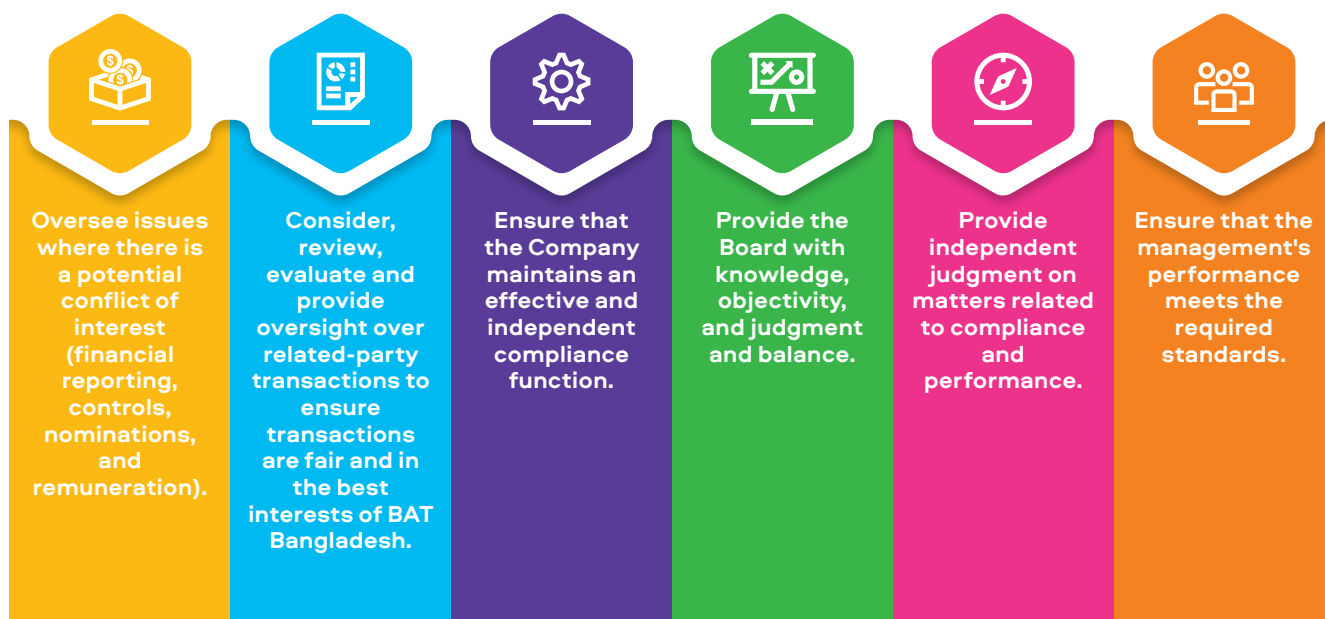 Oversee issues
where there is
a potential
conflict of
interest
(financial
reporting,
controls,
nominations,
and
remuneration).
Consider,
review,
evaluate and
provide
oversight over
related-party
transactions to
ensure
transactions
are fair and in
the best
interests of BAT
Bangladesh.
Ensure that
the Company
maintains an
effective and
independent
compliance
function.
Provide the
Board with
knowledge,
objectivity,
and judgment
and balance.
Provide
independent
judgment on
matters related
to compliance
and
performance.
Ensure that the
management's
performance
meets the
required
standards.